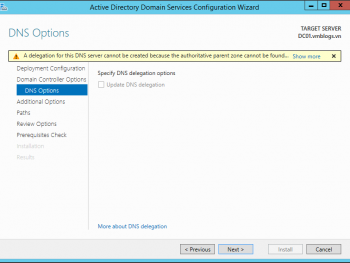 Active Directory Domain Services Configuration Wizard
DNS Options
TARGET SERVER
DC01.vmblogs.vn
A delegation for this DNS server cannot be created because the authoritative parent zone cannot be found... Show more
Deployment Configuration
Domain Controller Options
DNS Options
Additional Options
Paths
Review Options
Prerequisites Check
Installation
Results
Specify DNS delegation options
Update DNS delegation
More about DNS delegation
< Previous
Next >
Install
Cancel